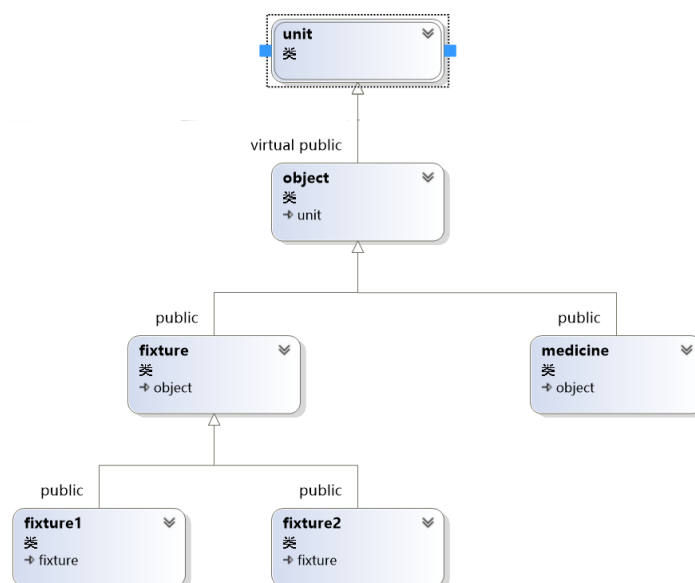 unit
类
virtual public
object
类
unit
public
public
fixture
类
object
medicine
类
object
public
public
fixture1
类
fixture
fixture2
类
fixture